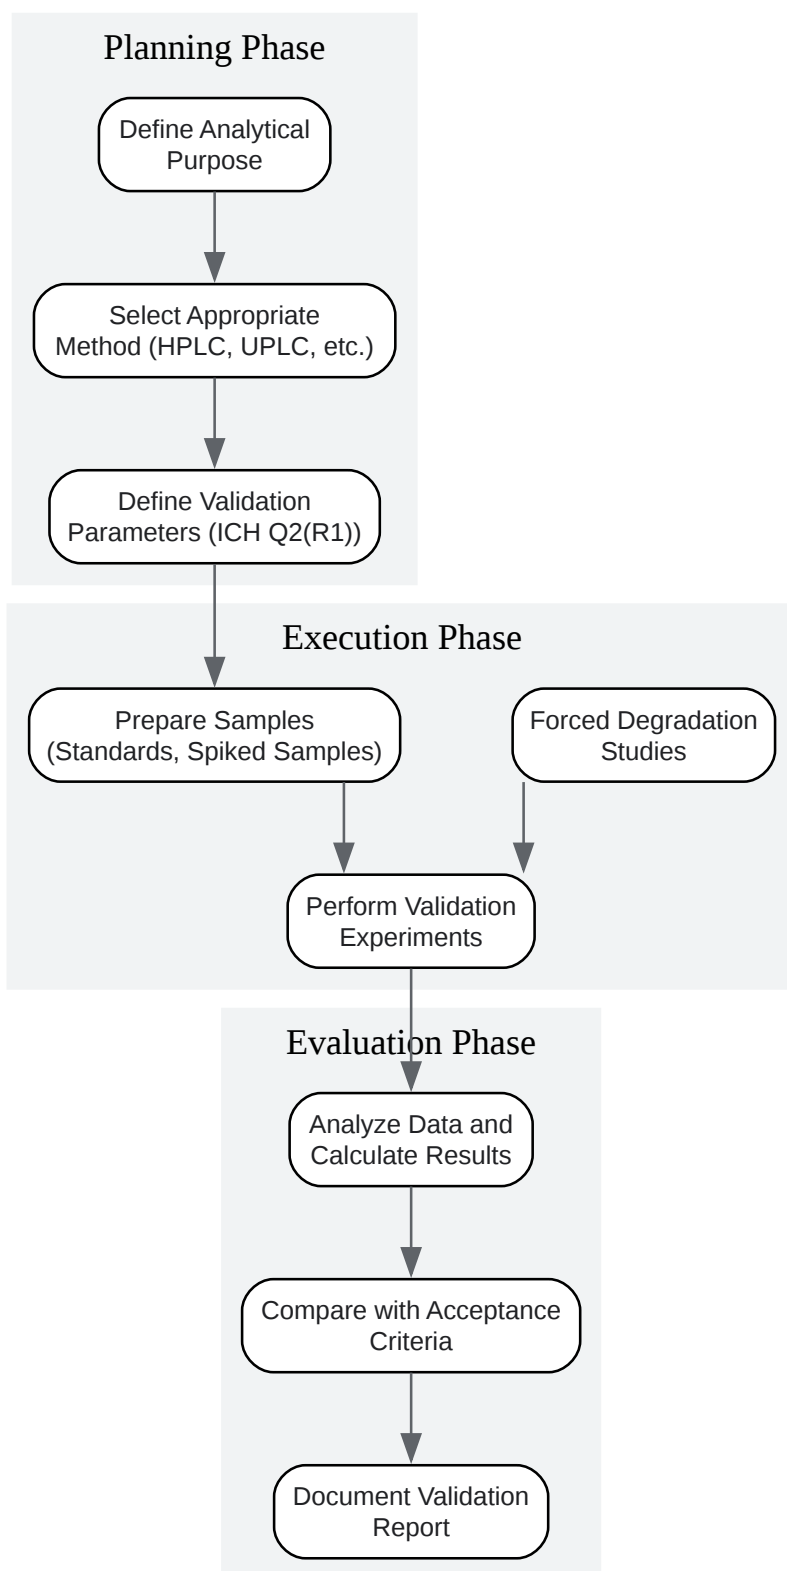 Planning Phase
Define Analytical
Purpose
Select Appropriate
Method (HPLC, UPLC, etc.)
Define Validation
Parameters (ICH Q2(R1))
Execution Phase
Prepare Samples
(Standards, Spiked Samples)
Forced Degradation
Studies
Perform Validation
Experiments
Evaluation Phase
Analyze Data and
Calculate Results
Compare with Acceptance
Criteria
Document Validation
Report